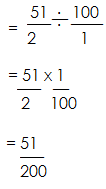 = 51/2 ÷ 100/1
= 51/2 x 1/100
= 51/200